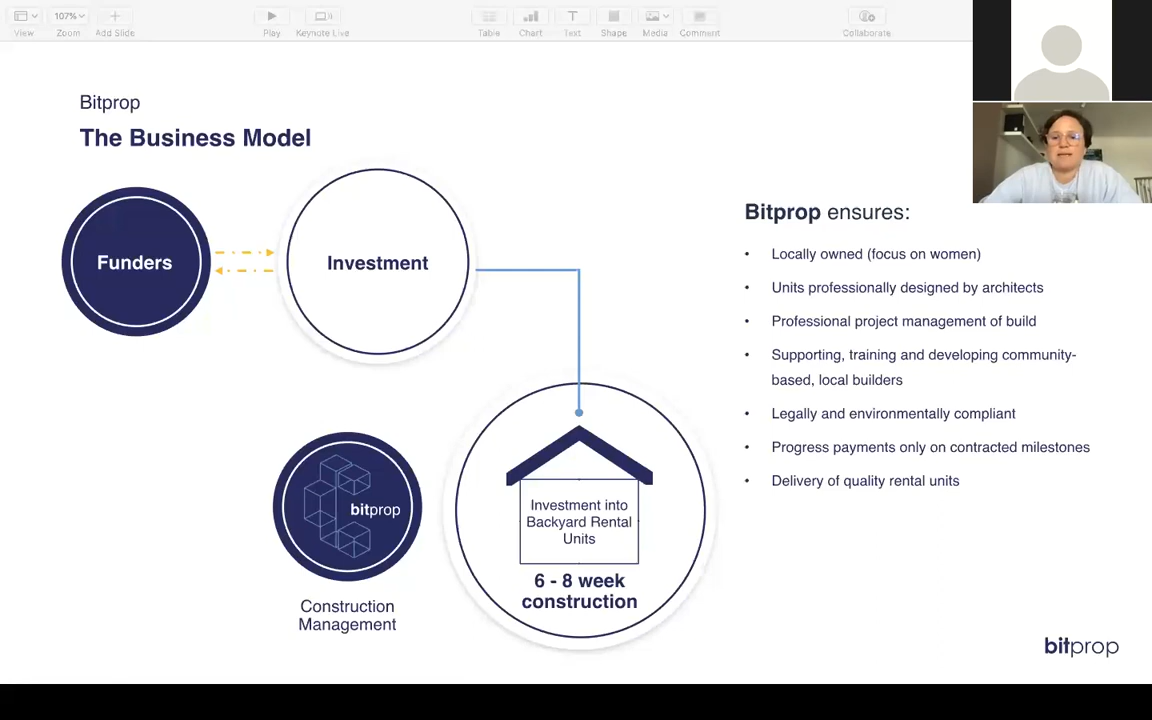 107%
View
Zoom
Add Slide
Play
Keynote Live
Table
Chart
Text
Shape
Media
Comment
Collaborate
Bitprop
The Business Model
Funders
Investment
Bitprop ensures:
• Locally owned (focus on women)
• Units professionally designed by architects
• Professional project management of build
• Supporting, training and developing community-
based, local builders
• Legally and environmentally compliant
• Progress payments only on contracted milestones
• Delivery of quality rental units
bitprop
Construction
Management
Investment into
Backyard Rental
Units
6 - 8 week
construction
bitprop